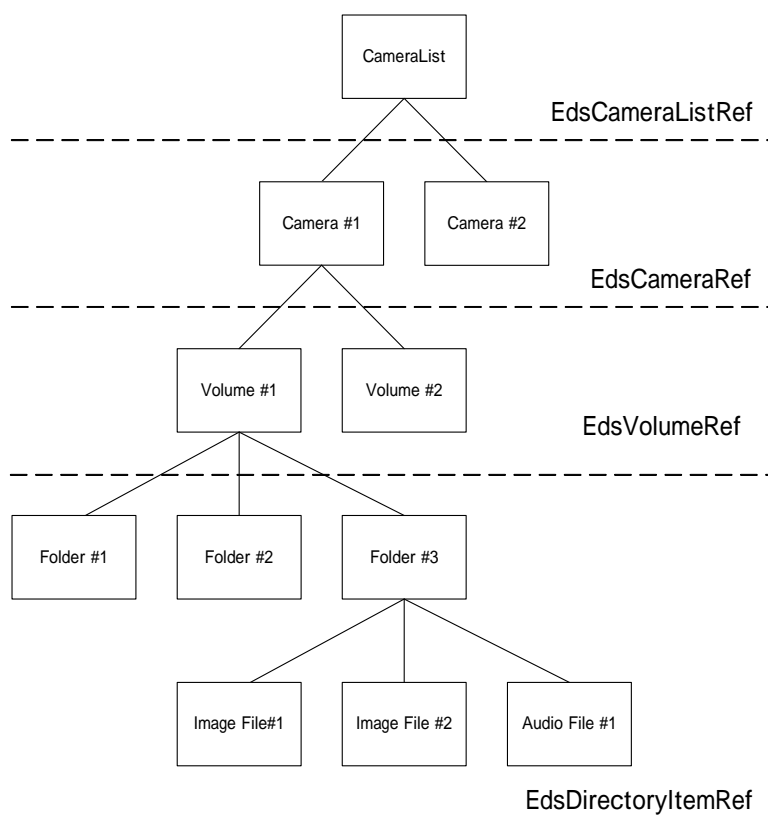 CameraList
EdsCameraListRef
Camera #1
Camera #2
EdsCameraRef
Volume #1
Volume #2
EdsVolumeRef
Folder #1
Folder #2
Folder #3
Image File#1
Image File #2
Audio File #1
EdsDirectoryItemRef